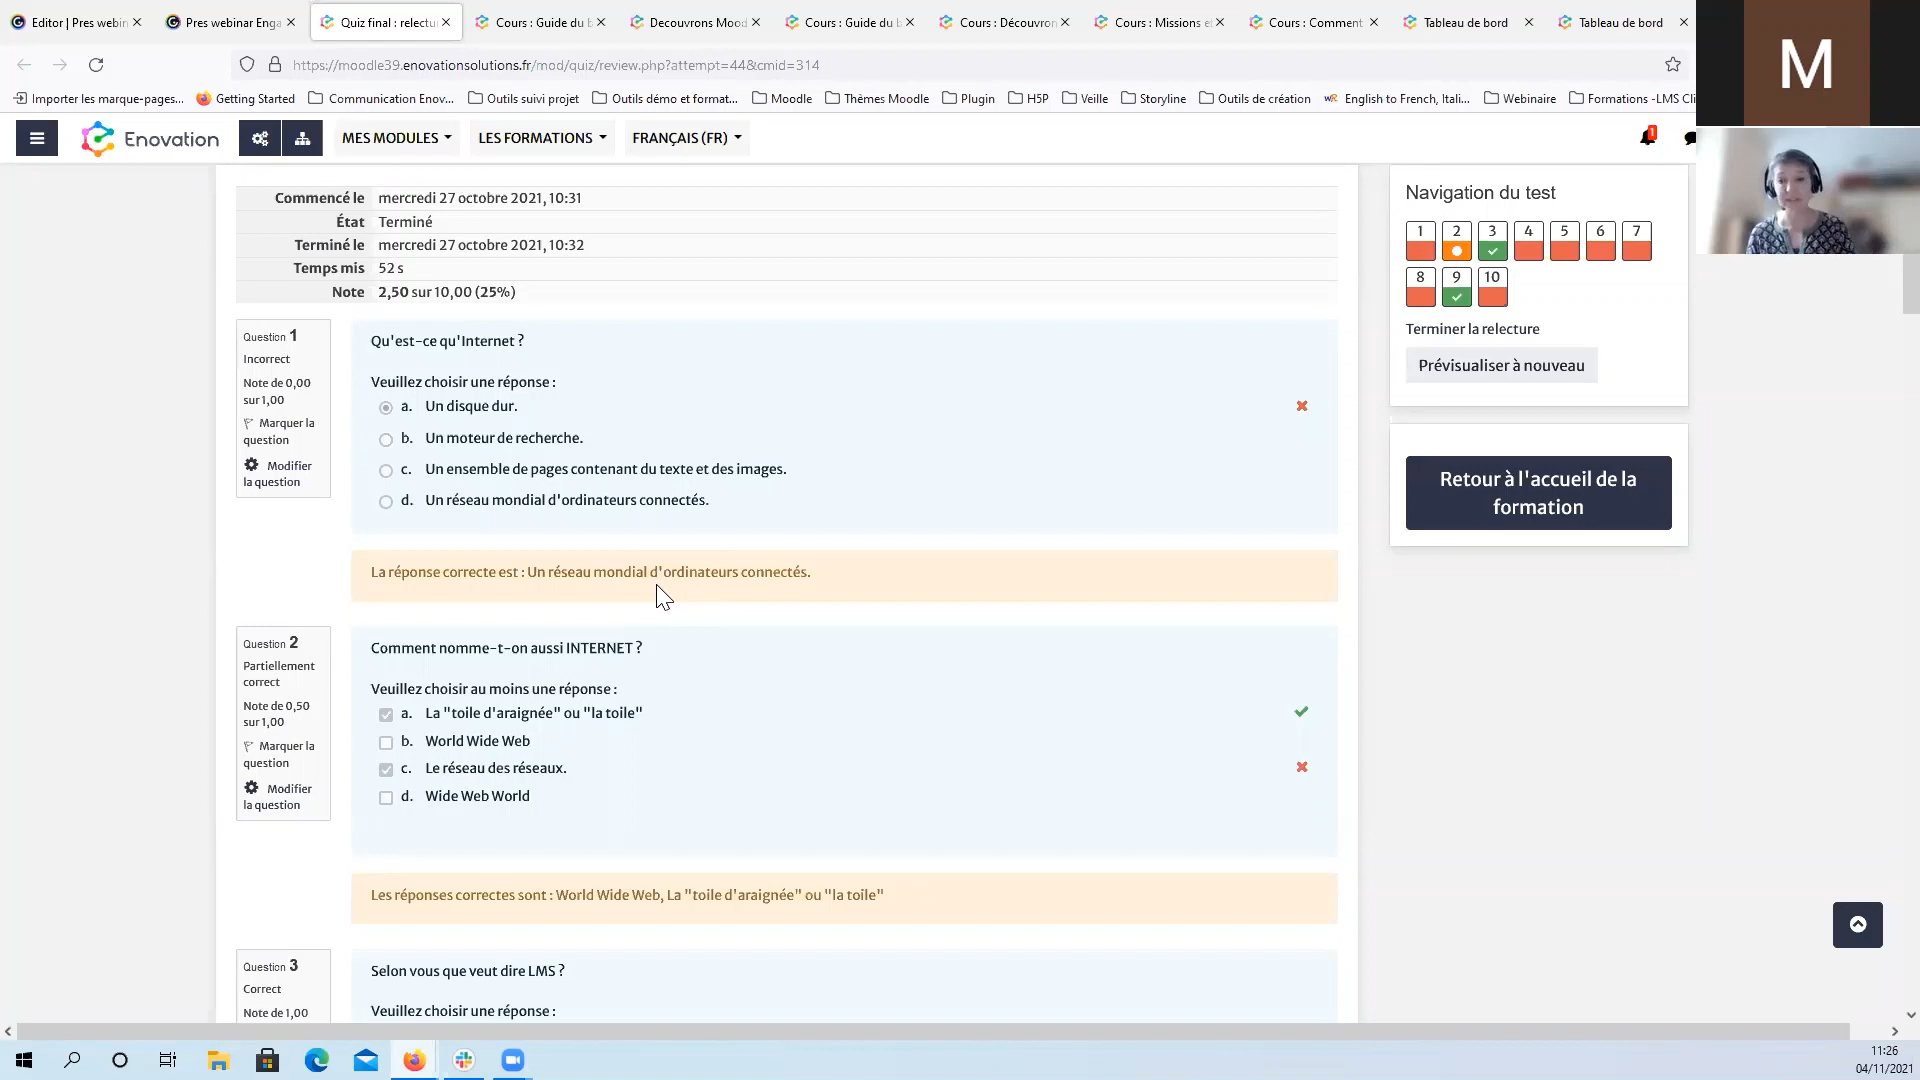 Editor | Pres webin
Pres webinar Enga
Quiz final : relectu
Cours : Guide du b
Decouvrons Mood
Cours : Guide du b
Cours : Découvron
Cours : Missions et
Cours : Comment
Tableau de bord
Tableau de bord
https://moodle39.enovationsolutions.fr/mod/quiz/review.php?attempt=44&cmid=314
Importer les marque-pages...
Getting Started
Communication Enov...
Outils suivi projet
Outils démo et format...
Moodle
Thèmes Moodle
Plugin
H5P
Veille
Storyline
Outils de création
WR English to French, Itali...
Webinaire
Formations -LMS Cli
M
Enovation
MES MODULES
LES FORMATIONS
FRANÇAIS (FR)
1
Commencé le mercredi 27 octobre 2021, 10:31
État Terminé
Terminé le mercredi 27 octobre 2021, 10:32
Temps mis 52 s
Note 2,50 sur 10,00 (25%)
Question 1
Incorrect
Note de 0,00
sur 1,00
Marquer la
question
Modifier
la question
Qu'est-ce qu'Internet ?
Veuillez choisir une réponse :
a. Un disque dur.
b. Un moteur de recherche.
c. Un ensemble de pages contenant du texte et des images.
d. Un réseau mondial d'ordinateurs connectés.
La réponse correcte est : Un réseau mondial d'ordinateurs connectés.
Question 2
Partiellement
correct
Note de 0,50
sur 1,00
Marquer la
question
Modifier
la question
Comment nomme-t-on aussi INTERNET ?
Veuillez choisir au moins une réponse :
a. La "toile d'araignée" ou "la toile"
b. World Wide Web
c. Le réseau des réseaux.
d. Wide Web World
Les réponses correctes sont : World Wide Web, La "toile d'araignée" ou "la toile"
Question 3
Correct
Note de 1,00
Selon vous que veut dire LMS ?
Veuillez choisir une réponse :
Navigation du test
1 2 3 4 5 6 7
8 9 10
Terminer la relecture
Prévisualiser à nouveau
Retour à l'accueil de la
formation
11:26
04/11/2021